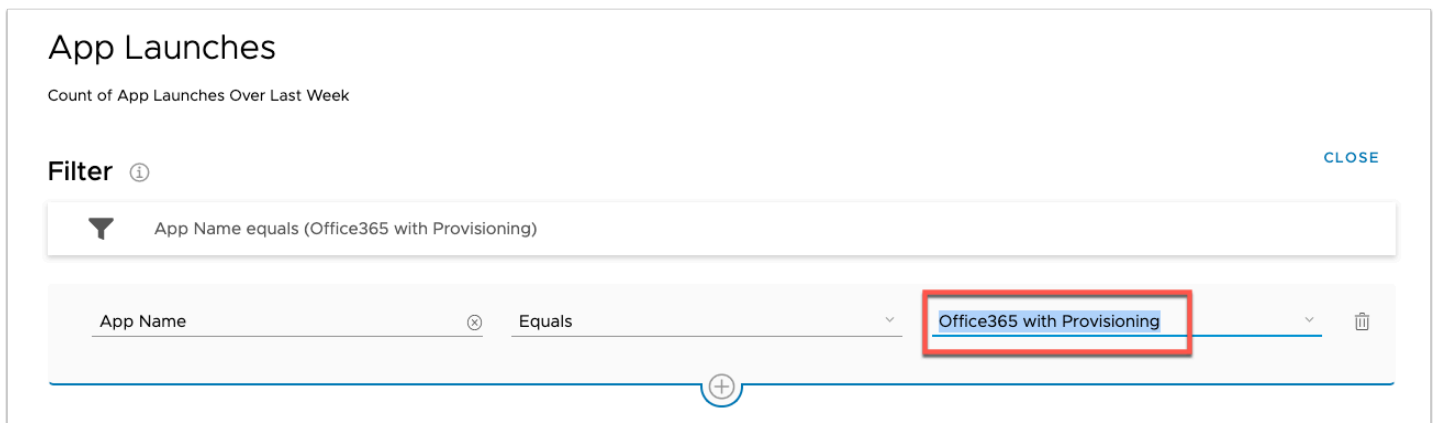 App Launches
Count of App Launches Over Last Week
CLOSE
Filter
App Name equals (Office365 with Provisioning)
App Name Equals Office365 with Provisioning